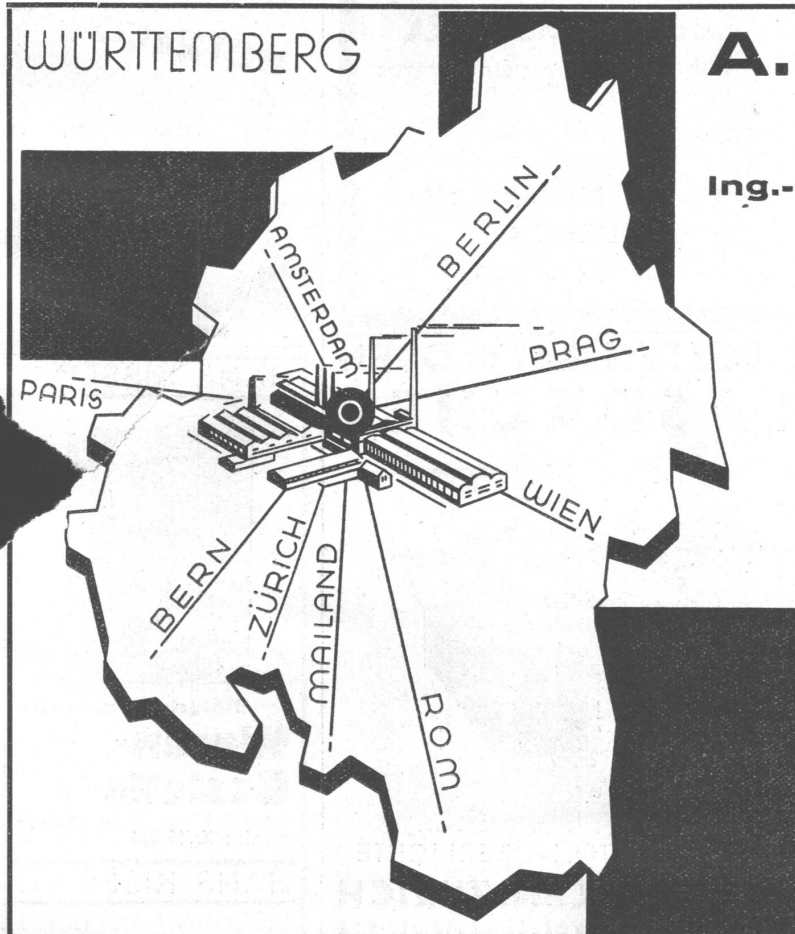 WÜRTTEMBERG
A.
Ing.-
AMSTERDAM
BERLIN
PRAG
PARIS
WIEN
BERN
ZÜRICH
MAILAND
ROM